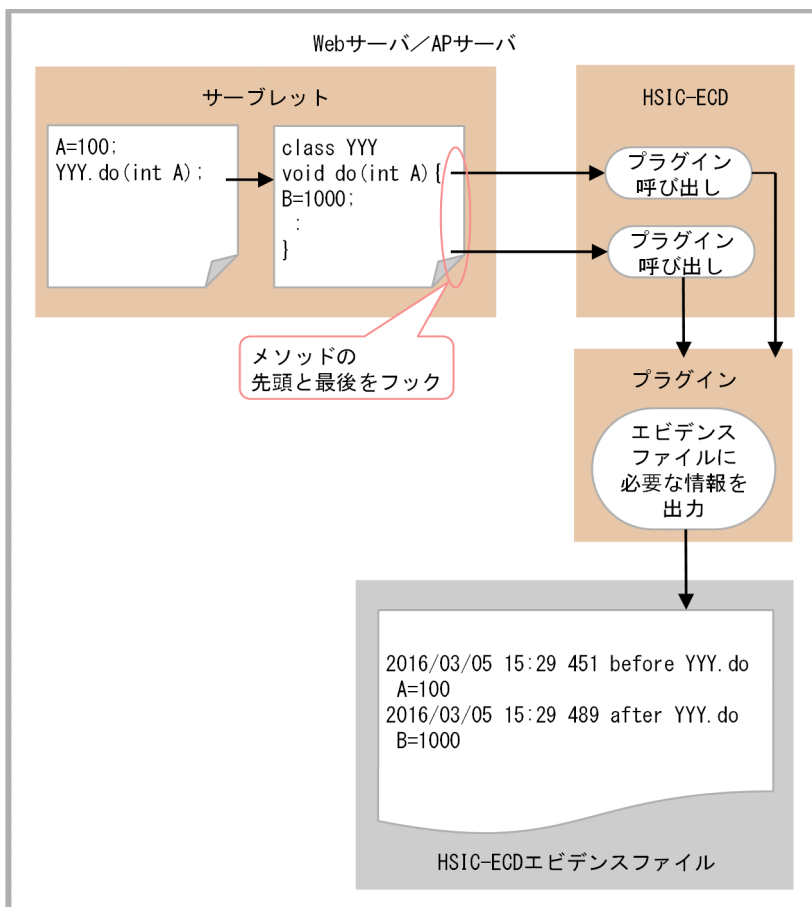 Webサーバ／APサーバ
サーブレット
A=100;
YYY.do(int A);
class YYY
void do(int A){
B=1000;
:
}
メソッドの
先頭と最後をフック
HSIC-ECD
プラグイン
呼び出し
プラグイン
呼び出し
プラグイン
エビデンス
ファイルに
必要な情報を
出力
2016/03/05 15:29 451 before YYY.do
A=100
2016/03/05 15:29 489 after YYY.do
B=1000
HSIC-ECDエビデンスファイル